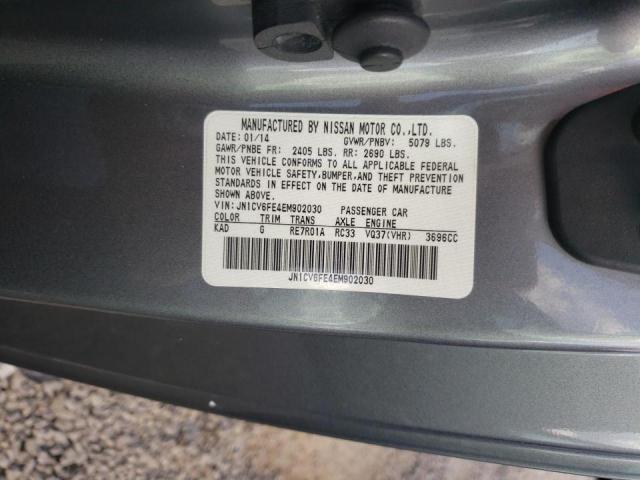 MANUFACTURED BY NISSAN MOTOR CO.,LTD.
DATE: 01/14 GVWR/PNBV: 5079 LBS.
GAWR/PNBE FR: 2405 LBS. RR: 2690 LBS.
THIS VEHICLE CONFORMS TO ALL APPLICABLE FEDERAL
MOTOR VEHICLE SAFETY,BUMPER,AND THEFT PREVENTION
STANDARDS IN EFFECT ON THE DATE OF MANUFACTURE
SHOWN ABOVE.
VIN: JN1CV6FE4EM902030 PASSENGER CAR
COLOR TRIM TRANS AXLE ENGINE
KAD G RE7R01A RC33 VQ37(VHR) 3696CC
JN1CV6FE4EM902030